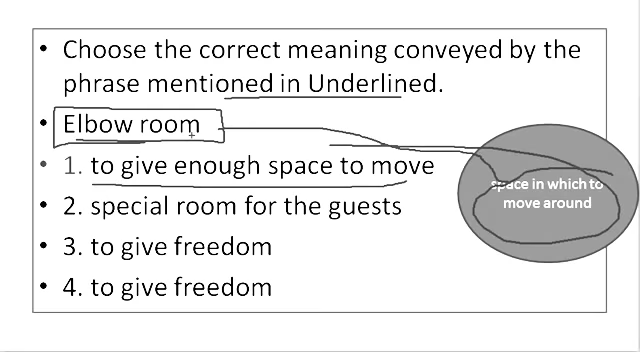 • Choose the correct meaning conveyed by the
phrase mentioned in Underlined.
• Elbow room
• 1. to give enough space to move
• 2. special room for the guests
• 3. to give freedom
• 4. to give freedom
space in which to
move around